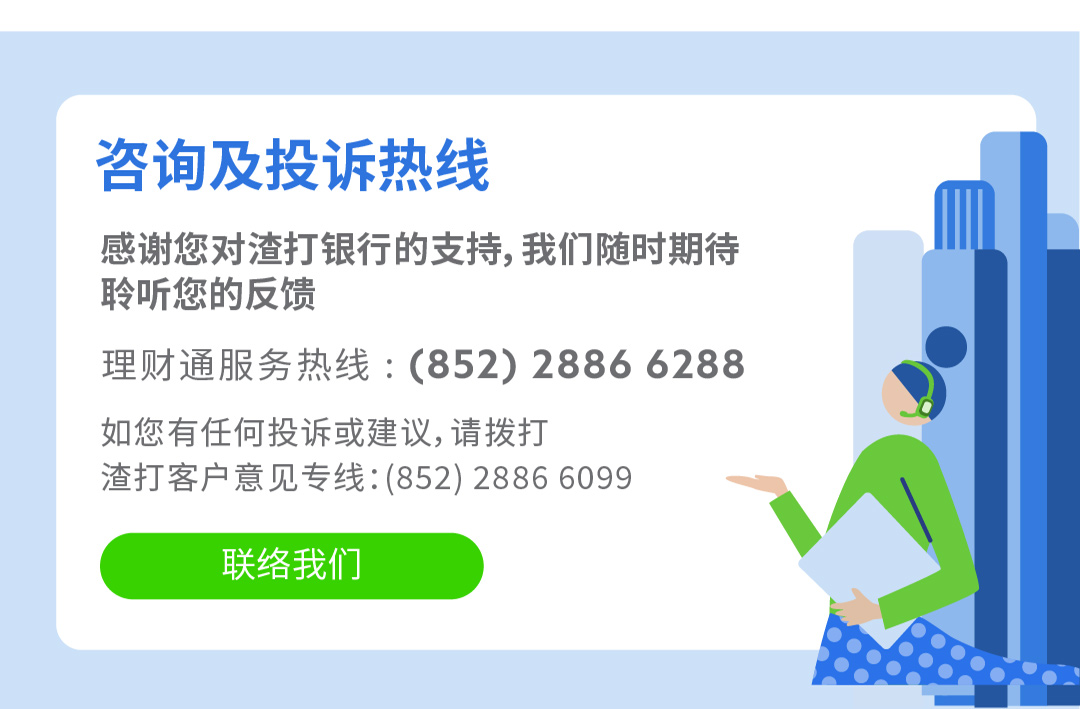 咨询及投诉热线
感谢您对渣打银行的支持，我们随时期待
聆听您的反馈
理财通服务热线：(852) 2886 6288
如您有任何投诉或建议，请拨打
渣打客户意见专线：(852) 2886 6099
联络我们